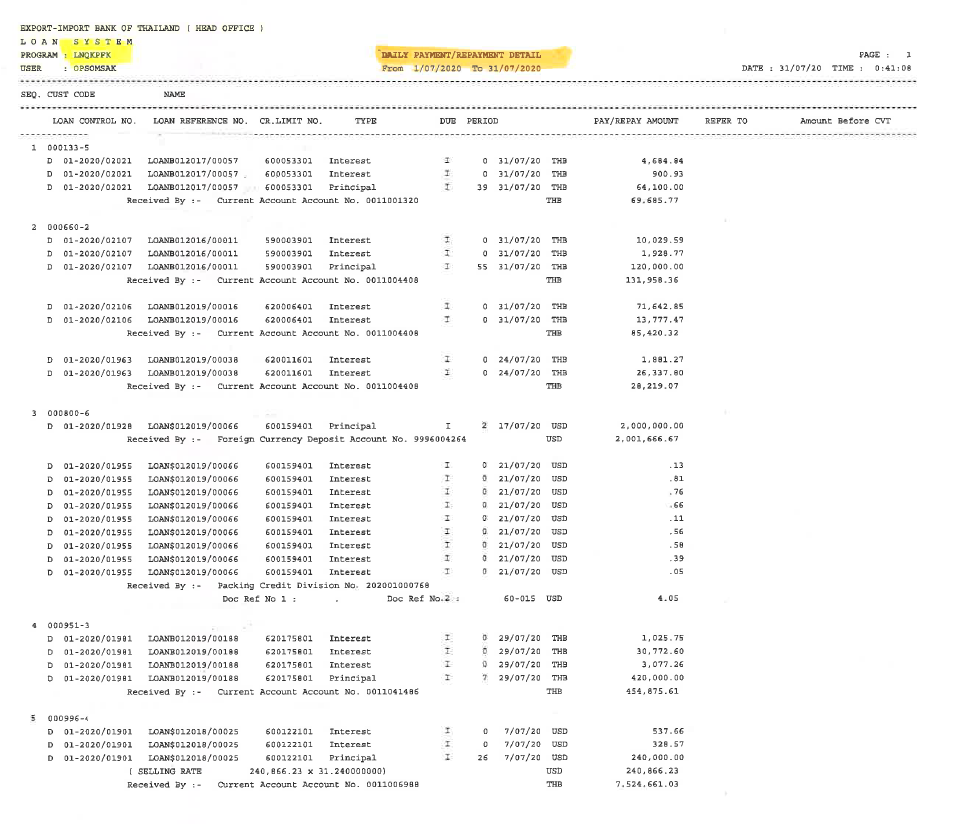 EXPORT-IMPORT BANK OF THAILAND ( HEAD OFFICE )
L O A N   S Y S T E M
PROGRAM : LNQKPPK   DAILY PAYMENT/REPAYMENT DETAIL   PAGE : 1
USER : OPSOMSAK   From 1/07/2020 To 31/07/2020   DATE : 31/07/20 TIME : 0:41:08
SEQ. CUST CODE   NAME
LOAN CONTROL NO.   LOAN REFERENCE NO.   CR.LIMIT NO.   TYPE   DUE   PERIOD   PAY/REPAY AMOUNT   REFER TO   Amount Before CVT
1 000133-5
D 01-2020/02021 LOANB012017/00057 600053301 Interest I 0 31/07/20 THB 4,684.84
D 01-2020/02021 LOANB012017/00057 600053301 Interest I 0 31/07/20 THB 900.93
D 01-2020/02021 LOANB012017/00057 600053301 Principal I 39 31/07/20 THB 64,100.00
Received By :- Current Account Account No. 0011001320 THB 69,685.77
2 000660-2
D 01-2020/02107 LOANB012016/00011 590003901 Interest I 0 31/07/20 THB 10,029.59
D 01-2020/02107 LOANB012016/00011 590003901 Interest I 0 31/07/20 THB 1,928.77
D 01-2020/02107 LOANB012016/00011 590003901 Principal I 55 31/07/20 THB 120,000.00
Received By :- Current Account Account No. 0011004408 THB 131,958.36
D 01-2020/02106 LOANB012019/00016 620006401 Interest I 0 31/07/20 THB 71,642.85
D 01-2020/02106 LOANB012019/00016 620006401 Interest I 0 31/07/20 THB 13,777.47
Received By :- Current Account Account No. 0011004408 THB 85,420.32
D 01-2020/01963 LOANB012019/00038 620011601 Interest I 0 24/07/20 THB 1,881.27
D 01-2020/01963 LOANB012019/00038 620011601 Interest I 0 24/07/20 THB 26,337.80
Received By :- Current Account Account No. 0011004408 THB 28,219.07
3 000800-6
D 01-2020/01928 LOAN$012019/00066 600159401 Principal I 2 17/07/20 USD 2,000,000.00
Received By :- Foreign Currency Deposit Account No. 9996004264 USD 2,001,666.67
D 01-2020/01955 LOAN$012019/00066 600159401 Interest I 0 21/07/20 USD .13
D 01-2020/01955 LOAN$012019/00066 600159401 Interest I 0 21/07/20 USD .81
D 01-2020/01955 LOAN$012019/00066 600159401 Interest I 0 21/07/20 USD .76
D 01-2020/01955 LOAN$012019/00066 600159401 Interest I 0 21/07/20 USD .66
D 01-2020/01955 LOAN$012019/00066 600159401 Interest I 0 21/07/20 USD .11
D 01-2020/01955 LOAN$012019/00066 600159401 Interest I 0 21/07/20 USD .56
D 01-2020/01955 LOAN$012019/00066 600159401 Interest I 0 21/07/20 USD .58
D 01-2020/01955 LOAN$012019/00066 600159401 Interest I 0 21/07/20 USD .39
D 01-2020/01955 LOAN$012019/00066 600159401 Interest I 0 21/07/20 USD .05
Received By :- Packing Credit Division No. 202001000768
Doc Ref No 1 : . Doc Ref No.2 : 60-015 USD 4.05
4 000951-3
D 01-2020/01981 LOANB012019/00188 620175801 Interest I 0 29/07/20 THB 1,025.75
D 01-2020/01981 LOANB012019/00188 620175801 Interest I 0 29/07/20 THB 30,772.60
D 01-2020/01981 LOANB012019/00188 620175801 Interest I 0 29/07/20 THB 3,077.26
D 01-2020/01981 LOANB012019/00188 620175801 Principal I 7 29/07/20 THB 420,000.00
Received By :- Current Account Account No. 0011041486 THB 454,875.61
5 000996-4
D 01-2020/01901 LOAN$012018/00025 600122101 Interest I 0 7/07/20 USD 537.66
D 01-2020/01901 LOAN$012018/00025 600122101 Interest I 0 7/07/20 USD 328.57
D 01-2020/01901 LOAN$012018/00025 600122101 Principal I 26 7/07/20 USD 240,000.00
( SELLING RATE 240,866.23 x 31.240000000) USD 240,866.23
Received By :- Current Account Account No. 0011006988 THB 7,524,661.03